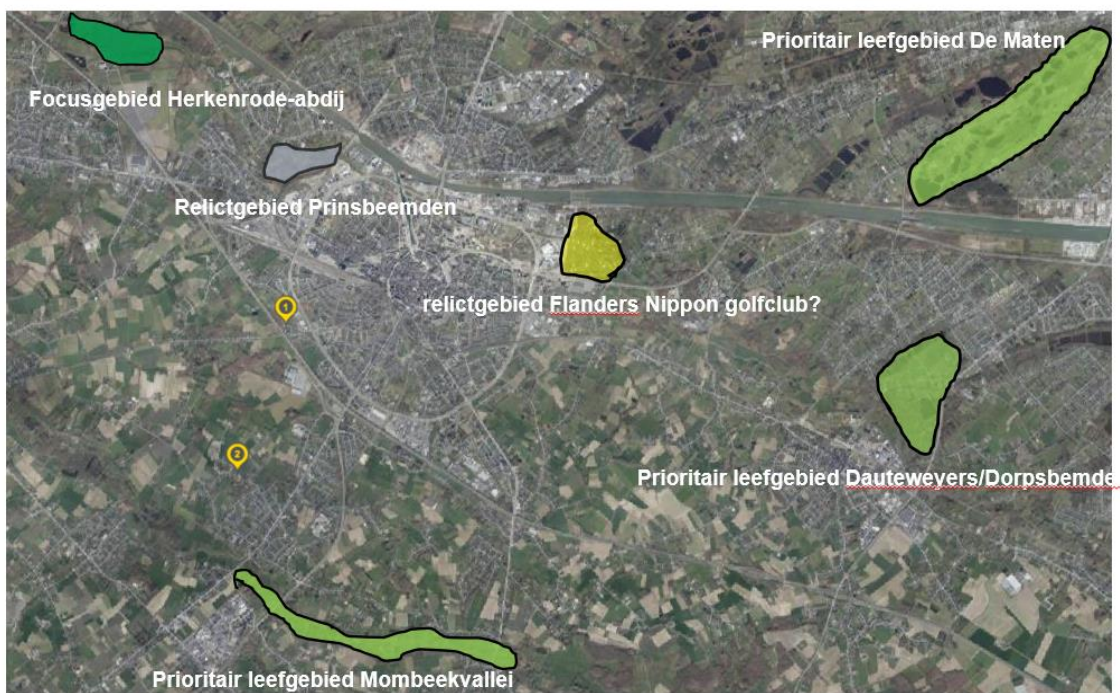 Prioritair leefgebied De Maten
Focusgebied Herkenrode-abdij
Relictgebied Prinsbeemden
relictgebied Flanders Nippon golfclub?
1
2
Prioritair leefgebied Dauteweyers/Dorpsbemde
Prioritair leefgebied Mombeekvallei